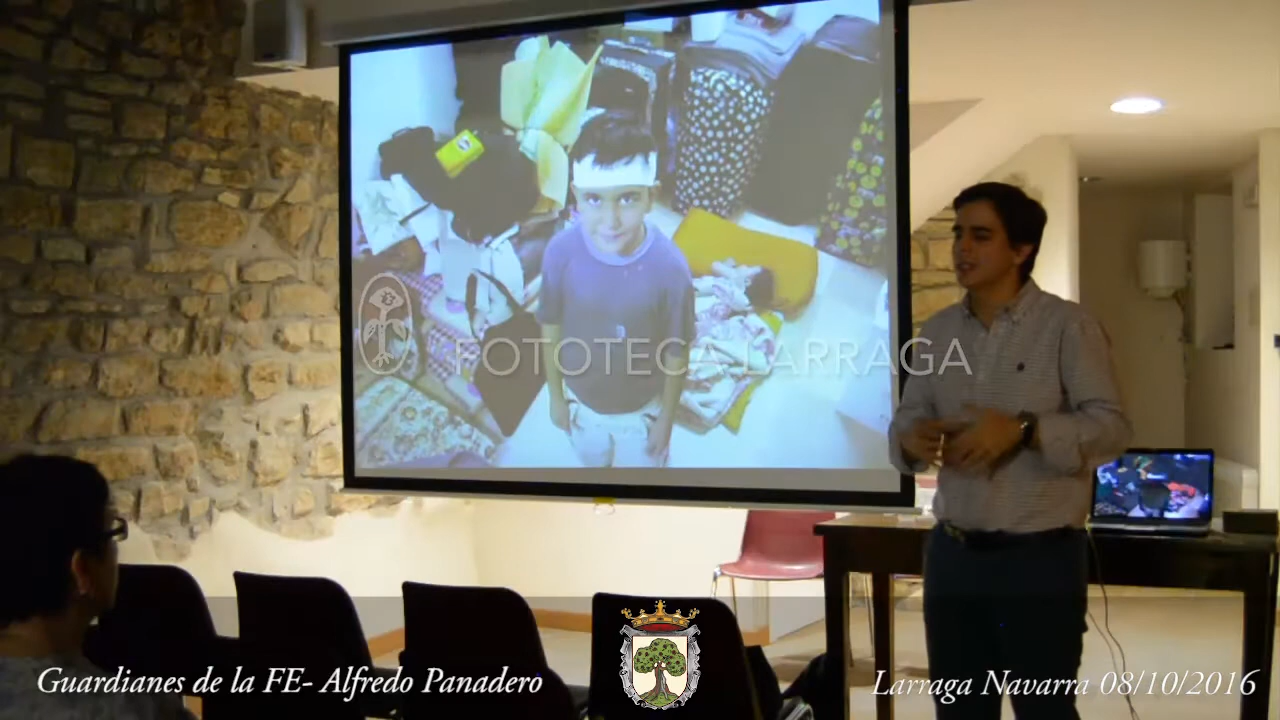 FOTOTECA LARRAGA
Guardianes de la FE- Alfredo Panadero
Larraga Navarra 08/10/2016